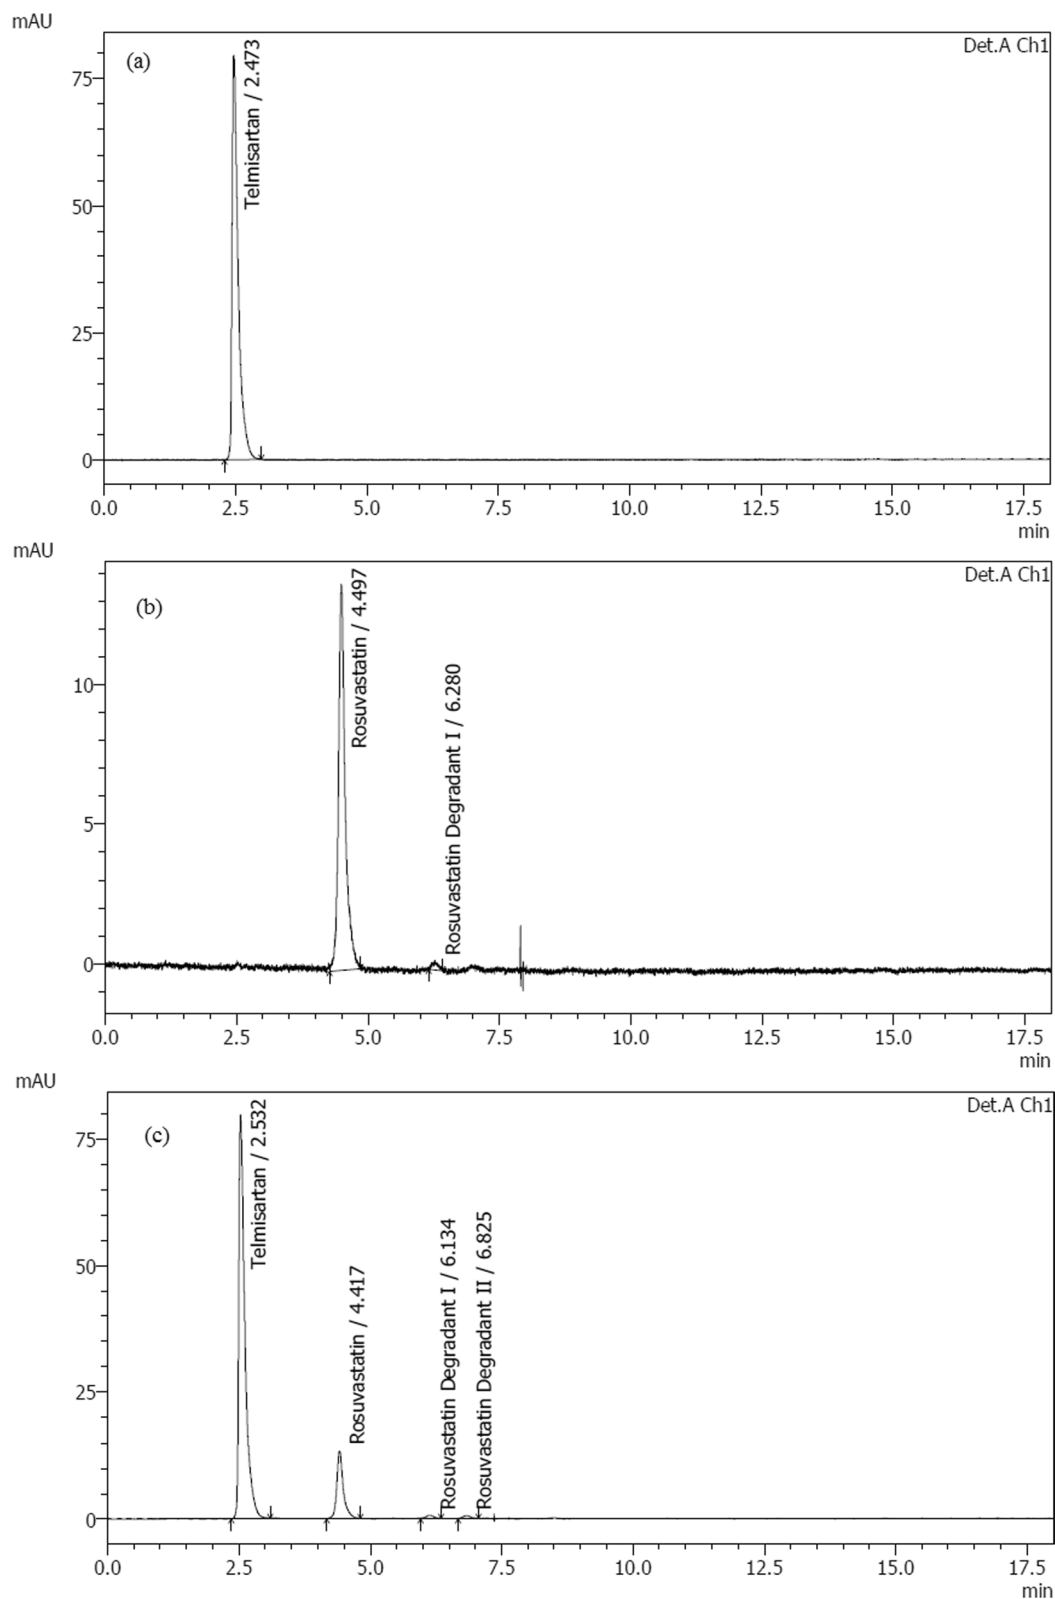 mAU
Det.A Ch1
(a)
Telmisartan / 2.473
75
50
25
0
0.0 2.5 5.0 7.5 10.0 12.5 15.0 17.5
min
mAU
Det.A Ch1
(b)
Rosuvastatin / 4.497
Rosuvastatin Degradant I / 6.280
10
5
0
0.0 2.5 5.0 7.5 10.0 12.5 15.0 17.5
min
mAU
Det.A Ch1
(c)
Telmisartan / 2.532
Rosuvastatin / 4.417
Rosuvastatin Degradant I / 6.134
Rosuvastatin Degradant II / 6.825
75
50
25
0
0.0 2.5 5.0 7.5 10.0 12.5 15.0 17.5
min